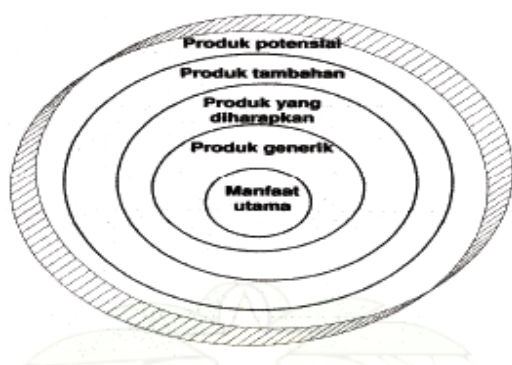 Produk potensial
Produk tambahan
Produk yang
diharapkan
Produk generik
Manfaat
utama